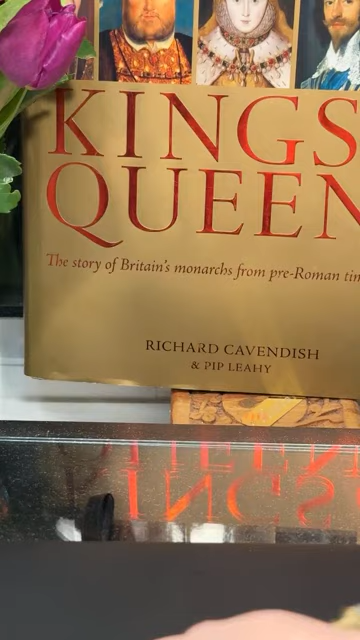 KINGS
QUEEN
The story of Britain's monarchs from pre-Roman tim
RICHARD CAVENDISH
& PIP LEAHY